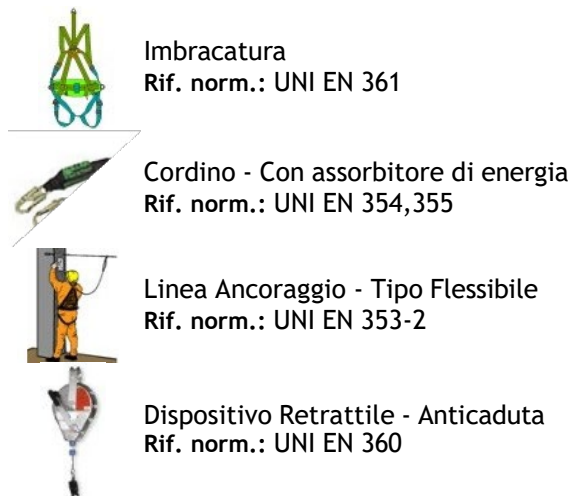 Imbracatura
Rif. norm.: UNI EN 361
Cordino - Con assorbitore di energia
Rif. norm.: UNI EN 354,355
Linea Ancoraggio - Tipo Flessibile
Rif. norm.: UNI EN 353-2
Dispositivo Retrattile - Anticaduta
Rif. norm.: UNI EN 360